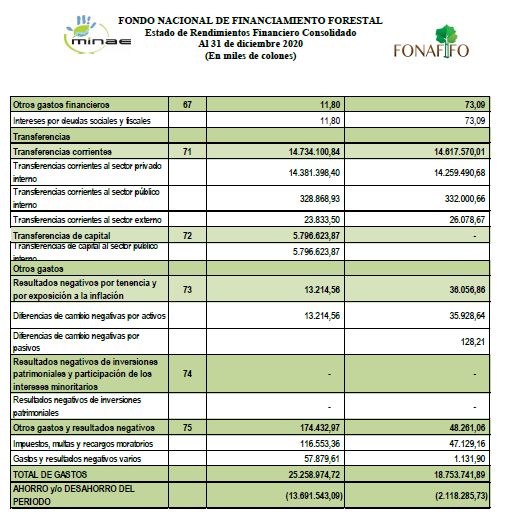 minae
FONDO NACIONAL DE FINANCIAMIENTO FORESTAL
Estado de Rendimientos Financiero Consolidado
Al 31 de diciembre 2020
(En miles de colones)
FONAFIFO
Otros gastos financieros 67 11,80 73,09
Intereses por deudas sociales y fiscales 11,80 73,09
Transferencias
Transferencias corrientes 71 14.734.100,84 14.617.570,01
Transferencias corrientes al sector privado
interno 14.381.398,40 14.259.490,68
Transferencias corrientes al sector público
interno 328.868,93 332.000,66
Transferencias corrientes al sector externo 23.833,50 26.078,67
Transferencias de capital 72 5.796.623,87 -
Transferencias de capital al sector público
interno 5.796.623,87
Otros gastos
Resultados negativos por tenencia y
por exposición a la inflación 73 13.214,56 36.056,86
Diferencias de cambio negativas por activos 13.214,56 35.928,64
Diferencias de cambio negativas por
pasivos 128,21
Resultados negativos de inversiones
patrimoniales y participación de los
intereses minoritarios 74 - -
Resultados negativos de inversiones
patrimoniales - -
Otros gastos y resultados negativos 75 174.432,97 48.261,06
Impuestos, multas y recargos moratorios 116.553,36 47.129,16
Gastos y resultados negativos varios 57.879,61 1.131,90
TOTAL DE GASTOS 25.258.974,72 18.753.741,89
AHORRO y/o DESAHORRO DEL
PERIODO (13.691.543,09) (2.118.285,73)